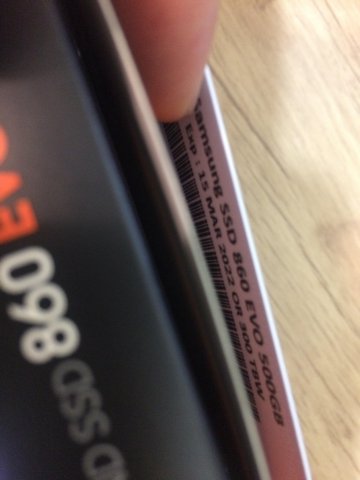 Samsung SSD 860 EVO 500GB
Exp : 15 MAR 2022 OR 300 TBW
860 EVO
SSD